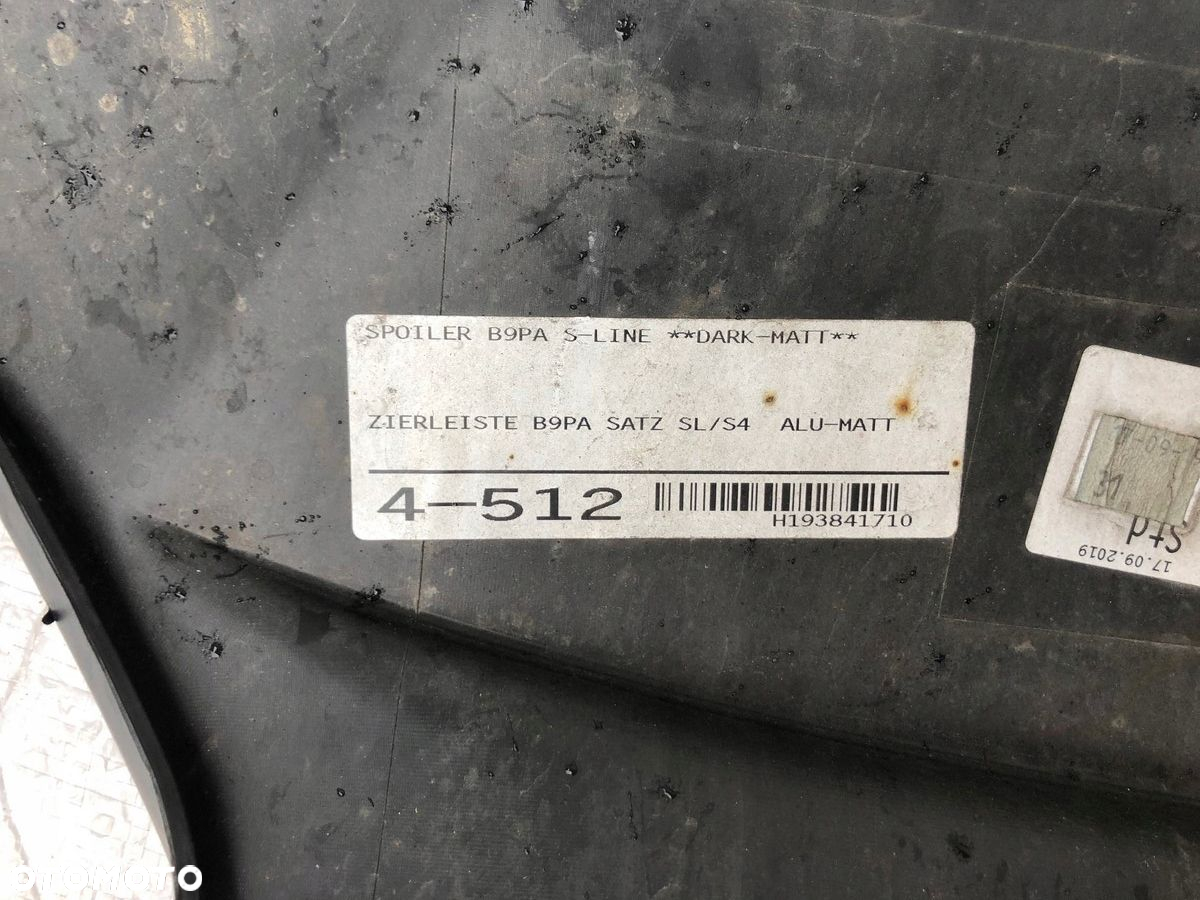 SPOILER B9PA S-LINE **DARK-MATT**
ZIERLEISTE B9PA SATZ SL/S4 ALU-MATT
4-512
H193841710
Std
17.09.2019
OTOMOTO